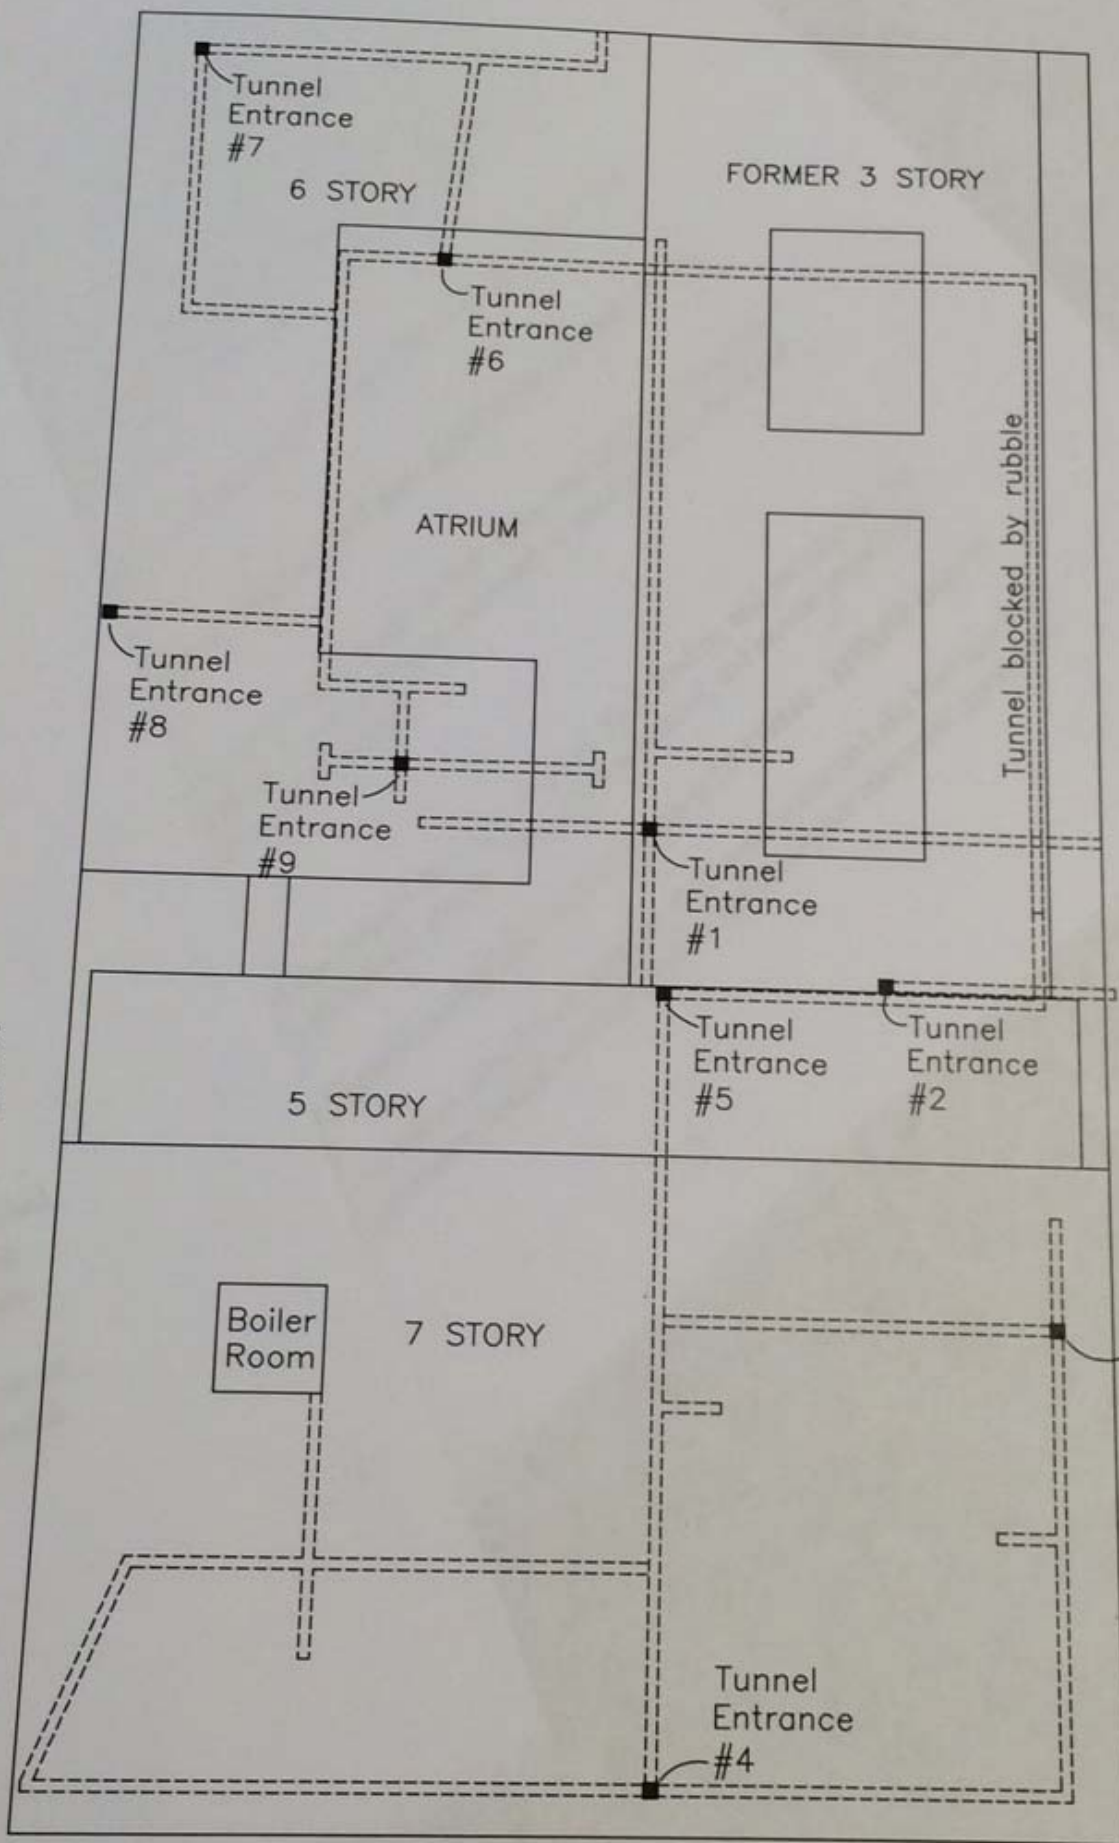 Tunnel
Entrance
#7
6 STORY
FORMER 3 STORY
Tunnel
Entrance
#6
ATRIUM
Tunnel blocked by rubble
Tunnel
Entrance
#8
Tunnel
Entrance
#9
Tunnel
Entrance
#1
Tunnel
Entrance
#5
Tunnel
Entrance
#2
5 STORY
Boiler
Room
7 STORY
Tunnel
Entrance
#4